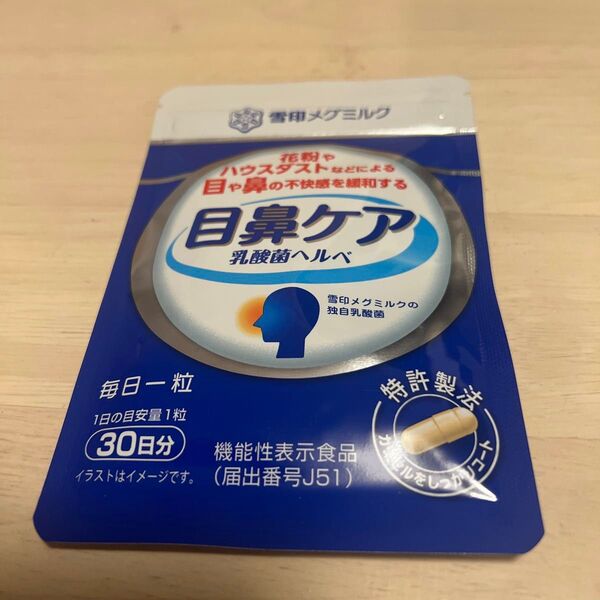 雪印メグミルク
花粉や
ハウスダストなどによる
目や鼻の不快感を緩和する
目鼻ケア
乳酸菌ヘルベ
雪印メグミルクの
独自乳酸菌
毎日一粒
1日の目安量1粒
30日分
イラストはイメージです。
機能性表示食品
(届出番号J51)
特許製法
カプセルをしっかりコート